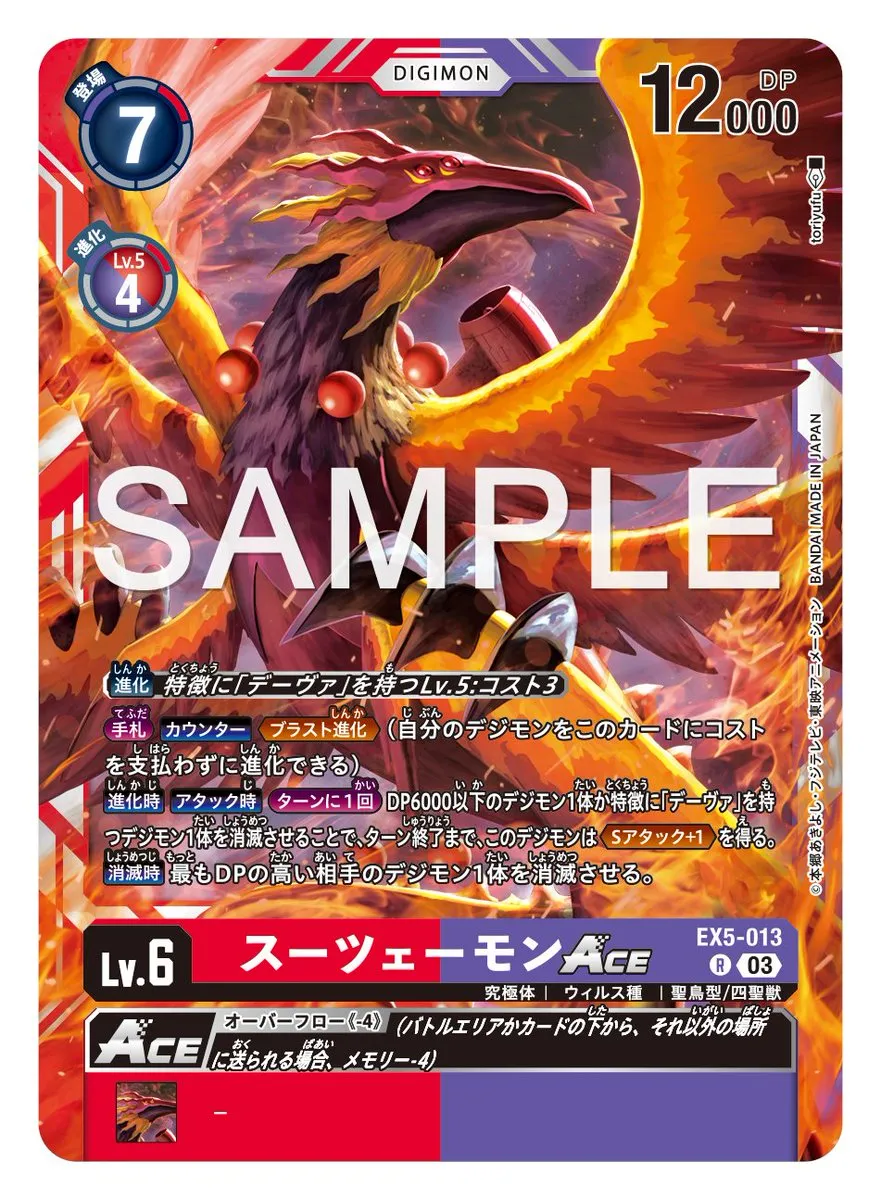 DIGIMON
登場
7
12000
DP
toriyufu
進化
Lv.5
4
SAMPLE
進化 特徴に「デーヴァ」を持つLv.5:コスト3
手札 カウンター ブラスト進化 (自分のデジモンをこのカードにコスト
を支払わずに進化できる)
進化時 アタック時 ターンに1回 DP6000以下のデジモン1体か特徴に「デーヴァ」を持
つデジモン1体を消滅させることで、ターン終了まで、このデジモンは Sアタック+1 を得る。
消滅時 最もDPの高い相手のデジモン1体を消滅させる。
©本郷あきよし・フジテレビ・東映アニメーション BANDAI MADE IN JAPAN
Lv.6
スーツェーモンACE
EX5-013
R 03
究極体 | ウィルス種 | 聖鳥型/四聖獣
ACE
オーバーフロー《-4》 (バトルエリアかカードの下から、それ以外の場所
に送られる場合、メモリー-4)
–